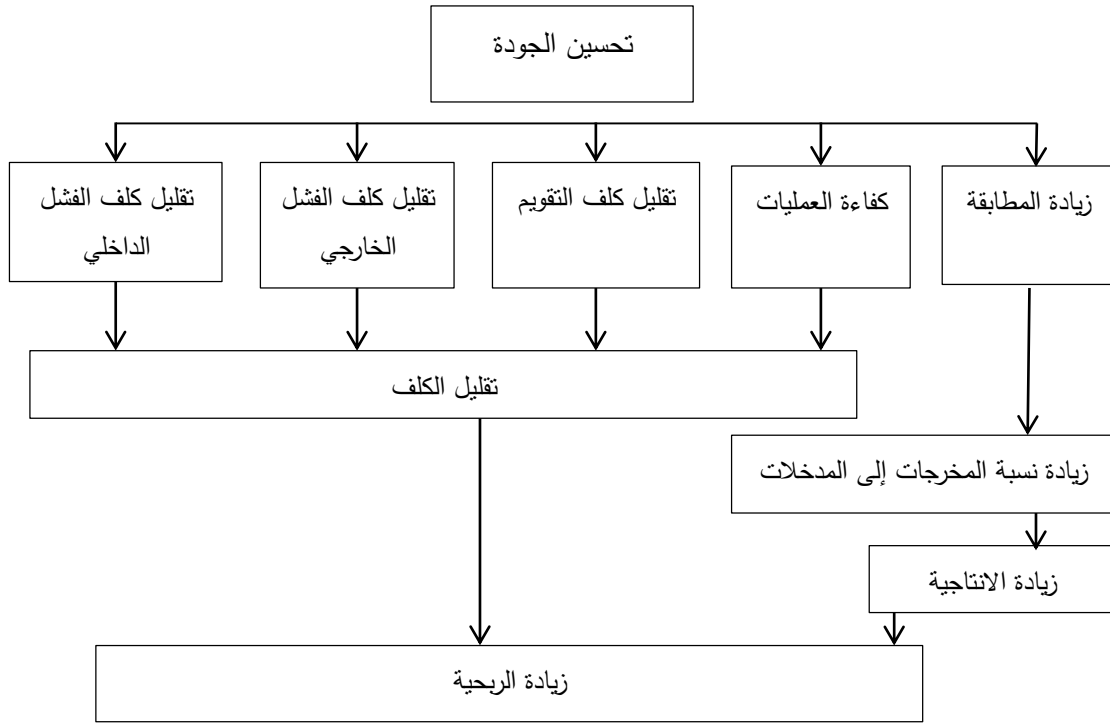 تحسين الجودة
زيادة المطابقة
كفاءة العمليات
تقليل كلف التقويم
تقليل كلف الفشل
الخارجي
تقليل كلف الفشل
الداخلي
تقليل الكلف
زيادة نسبة المخرجات إلى المدخلات
زيادة الانتاجية
زيادة الربحية